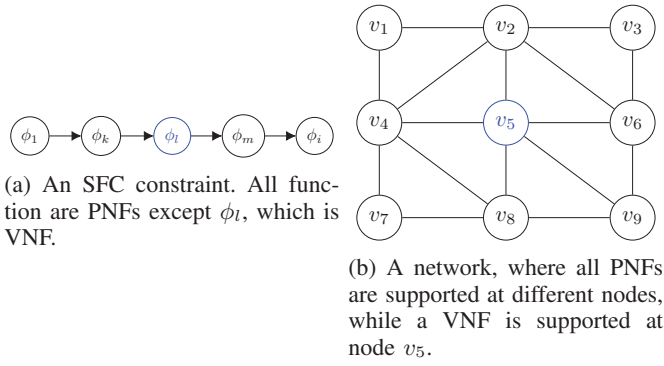 v₁ v₂ v₃
v₄ v₅ v₆
v₇ v₈ v₉
ϕ₁ ϕₖ ϕₗ ϕₘ ϕᵢ
(a) An SFC constraint. All func-
tion are PNFs except ϕₗ, which is
VNF.
(b) A network, where all PNFs
are supported at different nodes,
while a VNF is supported at
node v₅.